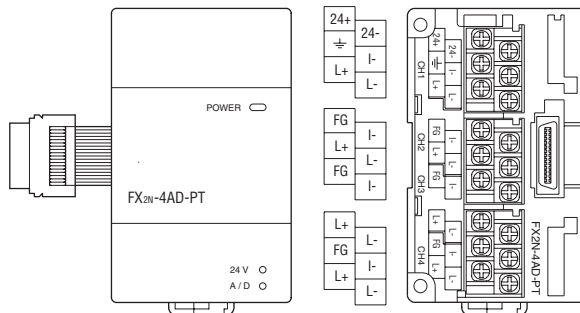 POWER
FX2N-4AD-PT
24 V
A / D
24+
24-
I-
L+
L-
FG
I-
L+
L-
FG
I-
L+
L-
FG
I-
L+
L-
24+
24-
I-
L+
L-
CH1
FG
I-
L+
L-
FG
I-
CH2
CH3
L+
L-
FG
I-
L+
L-
CH4
FX2N-4AD-PT